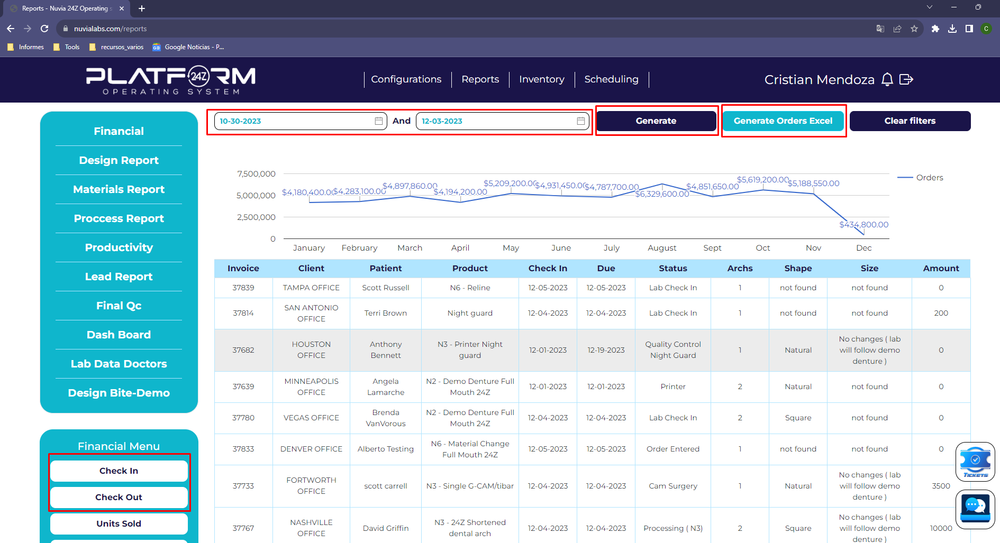 Reports - Nuvia 24Z Operating s
nuvialabs.com/reports
C
Informes
Tools
recursos_varios
GE
Google Noticias - P...
PLATFORM
24Z
OPERATING SYSTEM
Configurations
Reports
Inventory
Scheduling
Cristian Mendoza
Financial
Design Report
Materials Report
Proccess Report
Productivity
Lead Report
Final Qc
Dash Board
Lab Data Doctors
Design Bite-Demo
Financial Menu
Check In
Check Out
Units Sold
10-30-2023 And 12-03-2023
Generate
Generate Orders Excel
Clear filters
7,500,000
5,000,000
2,500,000
0
$4,180,400.00
$4,283,100.00
$4,897,860.00
$4,194,200.00
$5,209,200.00
$4,931,450.00
$4,787,700.00
$6,329,600.00
$4,851,650.00
$5,619,200.00
$5,188,550.00
$434,800.00
Orders
January February March April May June July August Sept Oct Nov Dec
Invoice Client Patient Product Check In Due Status Archs Shape Size Amount
37839 TAMPA OFFICE Scott Russell N6 - Reline 12-05-2023 12-05-2023 Lab Check In 1 not found not found 0
37814 SAN ANTONIO OFFICE Terri Brown Night guard 12-04-2023 12-04-2023 Lab Check In 1 not found not found 200
37682 HOUSTON OFFICE Anthony Bennett N3 - Printer Night guard 12-01-2023 12-19-2023 Quality Control Night Guard 1 Natural No changes ( lab will follow demo denture ) 0
37639 MINNEAPOLIS OFFICE Angela Lamarche N2 - Demo Denture Full Mouth 24Z 12-01-2023 12-01-2023 Printer 2 Natural not found 0
37780 VEGAS OFFICE Brenda VanVorous N2 - Demo Denture Full Mouth 24Z 12-04-2023 12-04-2023 Lab Check In 2 Square not found 0
37833 DENVER OFFICE Alberto Testing N6 - Material Change Full Mouth 24Z 12-05-2023 12-05-2023 Order Entered 1 not found not found 0
37733 FORTWORTH OFFICE scott carrell N3 - Single G-CAM/tibar 12-04-2023 12-04-2023 Cam Surgery 1 Natural No changes ( lab will follow demo denture ) 3500
37767 NASHVILLE OFFICE David Griffin N3 - 24Z Shortened dental arch 12-04-2023 12-04-2023 Processing ( N3) 2 Square No changes ( lab will follow demo denture ) 10000
TICKETS